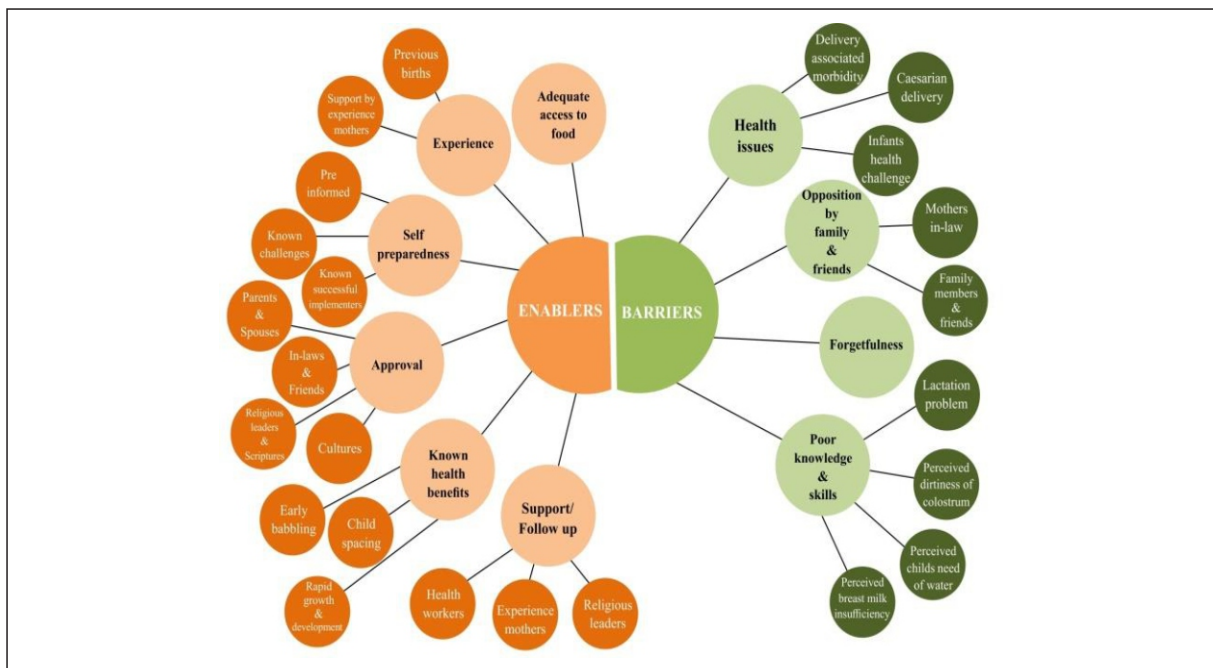 Previous
births
Support by
experience
mothers
Experience
Adequate
access to
food
Pre
informed
Known
challenges
Known
successful
implementers
Self
preparedness
Parents
&
Spouses
In-laws
&
Friends
Religious
leaders
&
Scriptures
Cultures
Approval
Early
babbling
Child
spacing
Rapid
growth
&
development
Known
health
benefits
Support/
Follow up
Health
workers
Experience
mothers
Religious
leaders
ENABLERS
BARRIERS
Health
issues
Delivery
associated
morbidity
Caesarian
delivery
Infants
health
challenge
Opposition
by
family
&
friends
Mothers
in-law
Family
members
&
friends
Forgetfulness
Poor
knowledge
&
skills
Lactation
problem
Perceived
dirtiness of
colostrum
Perceived
childs need
of water
Perceived
breast milk
insufficiency